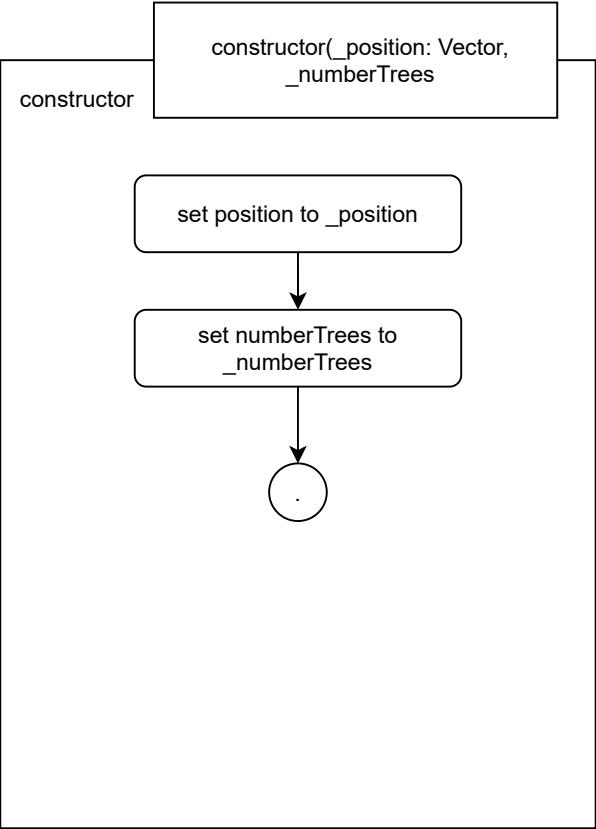 constructor(_position: Vector,
_numberTrees
constructor
set position to _position
set numberTrees to
_numberTrees
.